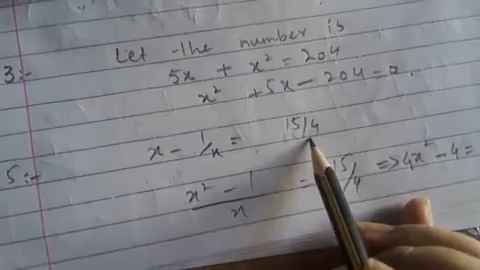 3:- Let the number is
5x + x² = 204
x² + 5x - 204 = 0.
x - 1/x = 15/4
5:- x² - 1 / x = 15/4 => 4x² - 4 =